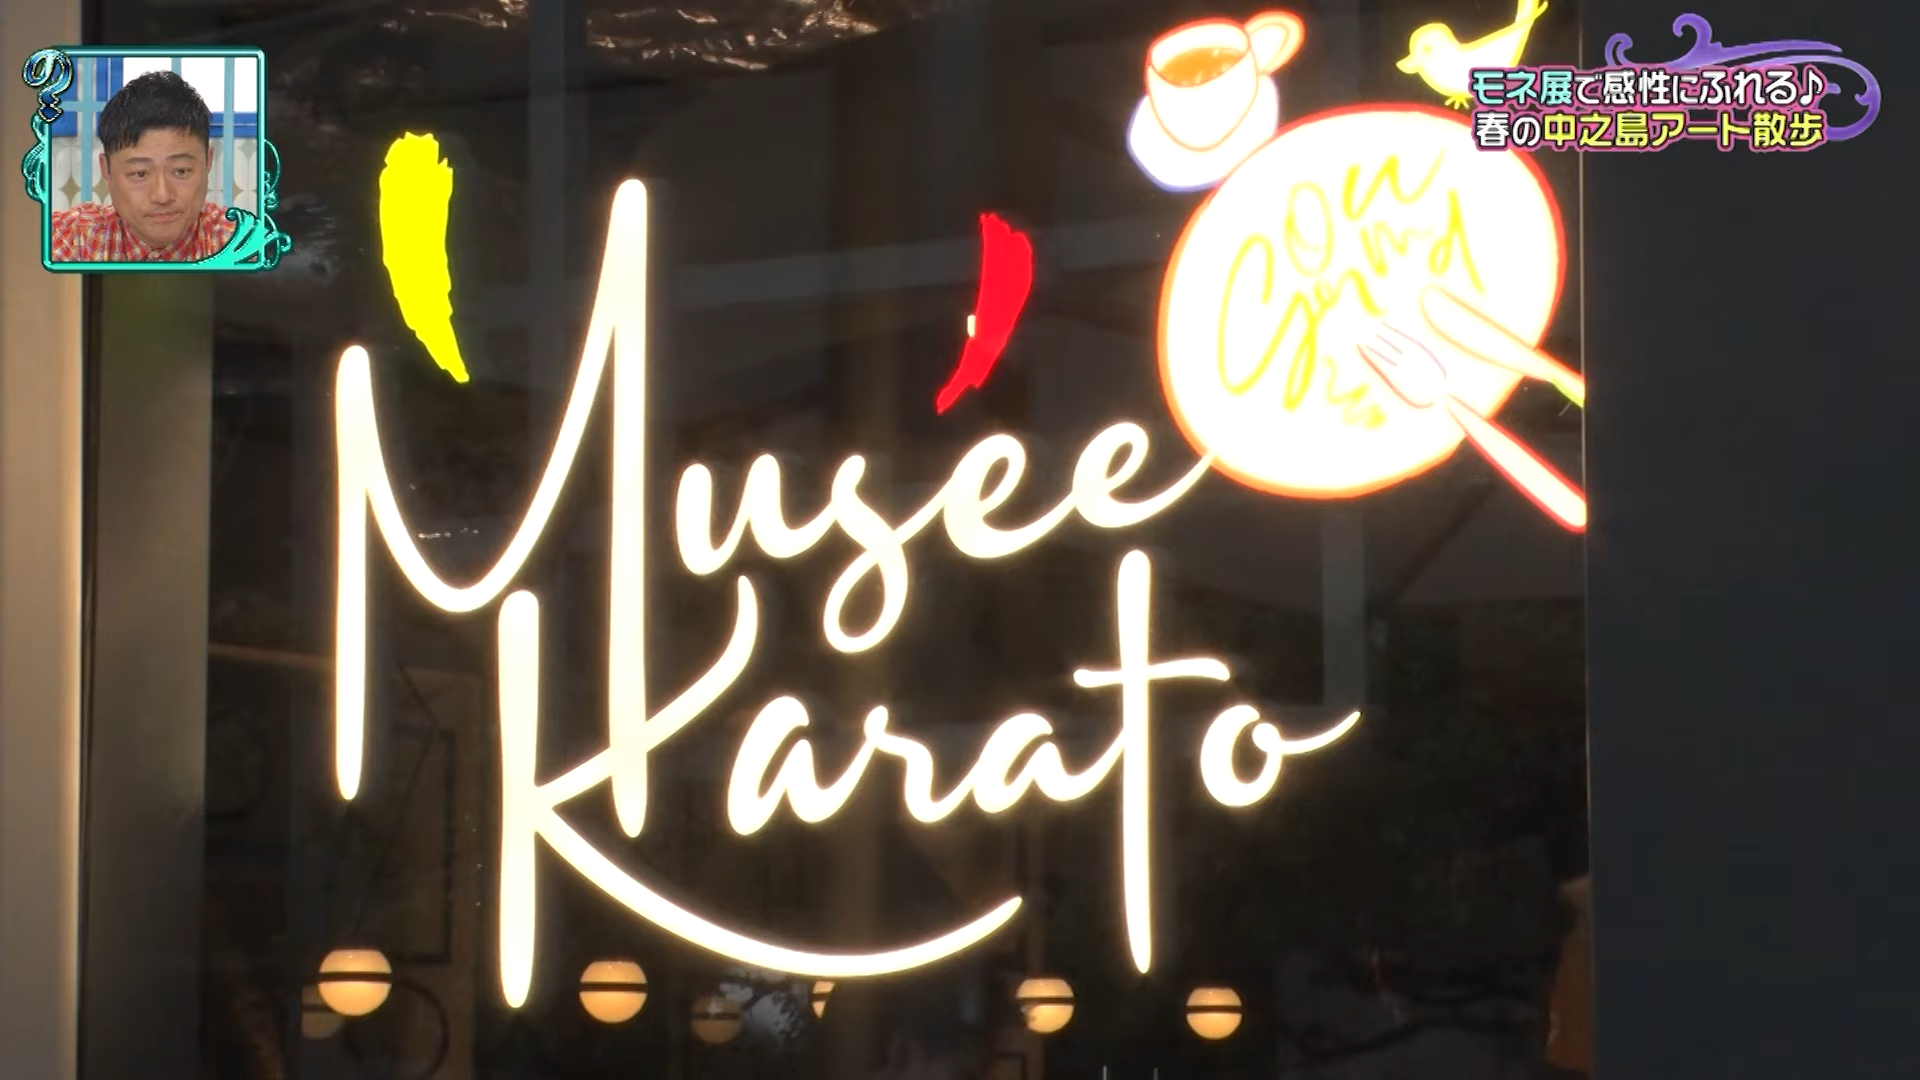 モネ展で感性にふれる♪
春の中之島アート散歩
の?
Musée
Karato